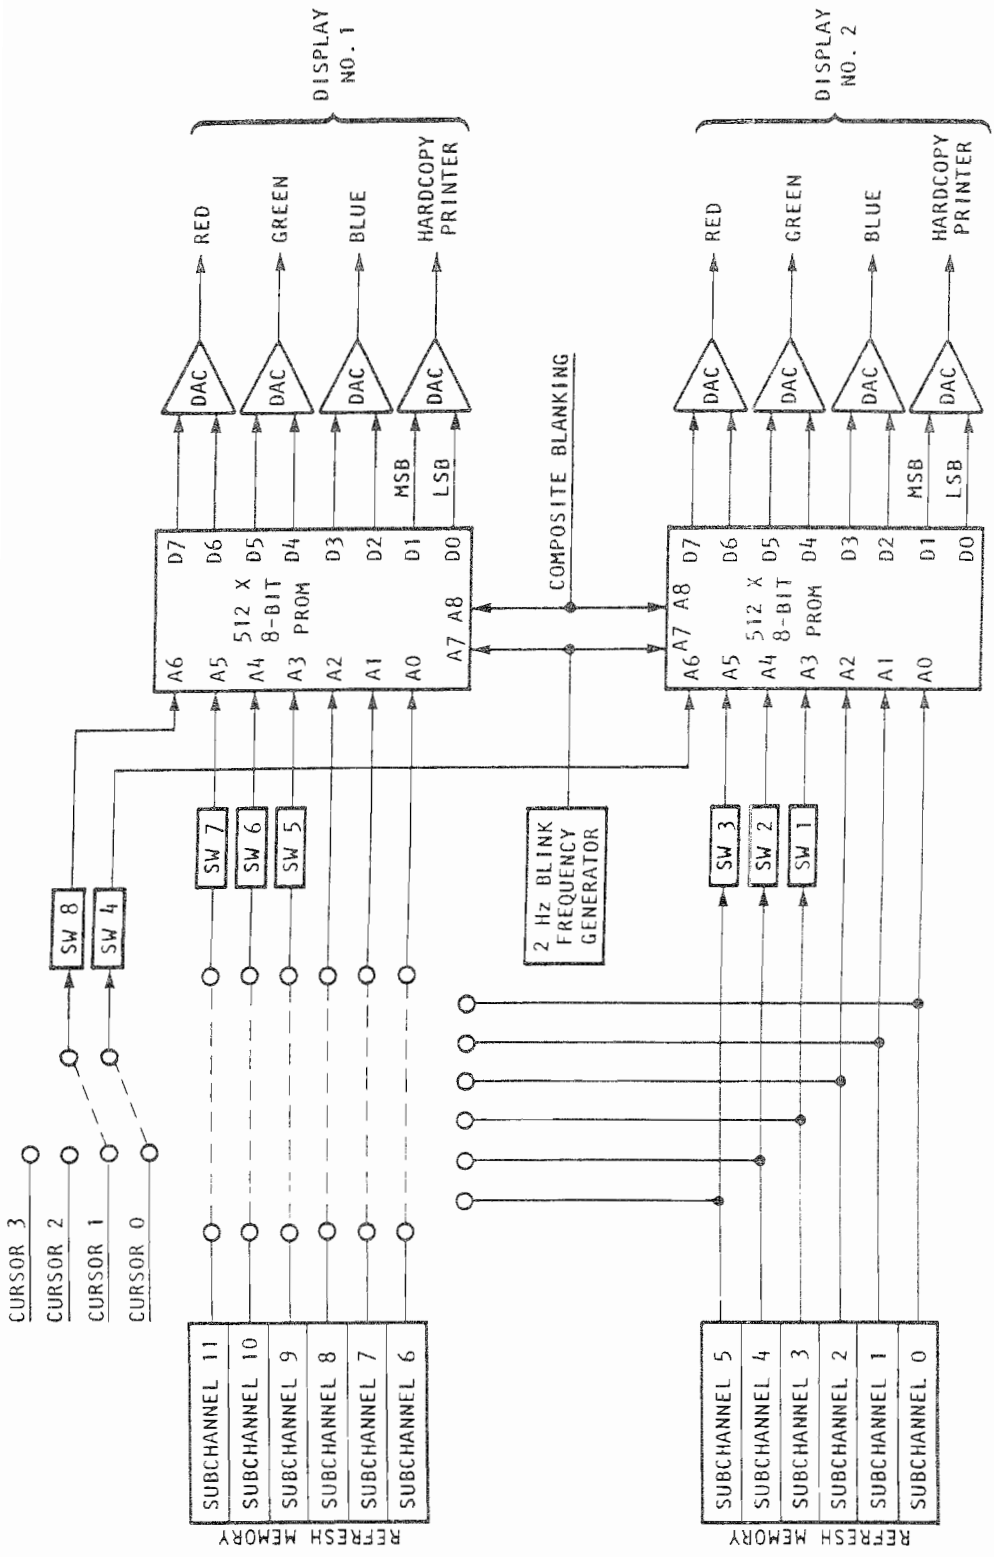 CURSOR 3
CURSOR 2
CURSOR 1
CURSOR 0
SW 8
SW 4
REFRESH MEMORY
SUBCHANNEL 11
SUBCHANNEL 10
SUBCHANNEL 9
SUBCHANNEL 8
SUBCHANNEL 7
SUBCHANNEL 6
SW 7
SW 6
SW 5
A6
A5
A4
A3
A2
A1
A0
A7 A8
512 X
8-BIT
PROM
D7
D6
D5
D4
D3
D2
D1
D0
MSB
LSB
DAC
DAC
DAC
DAC
RED
GREEN
BLUE
HARDCOPY
PRINTER
DISPLAY
NO. 1
2 Hz BLINK
FREQUENCY
GENERATOR
COMPOSITE BLANKING
REFRESH MEMORY
SUBCHANNEL 5
SUBCHANNEL 4
SUBCHANNEL 3
SUBCHANNEL 2
SUBCHANNEL 1
SUBCHANNEL 0
SW 3
SW 2
SW 1
A7 A8
A6
A5
A4
A3
A2
A1
A0
512 X
8-BIT
PROM
D7
D6
D5
D4
D3
D2
D1
D0
MSB
LSB
DAC
DAC
DAC
DAC
RED
GREEN
BLUE
HARDCOPY
PRINTER
DISPLAY
NO. 2